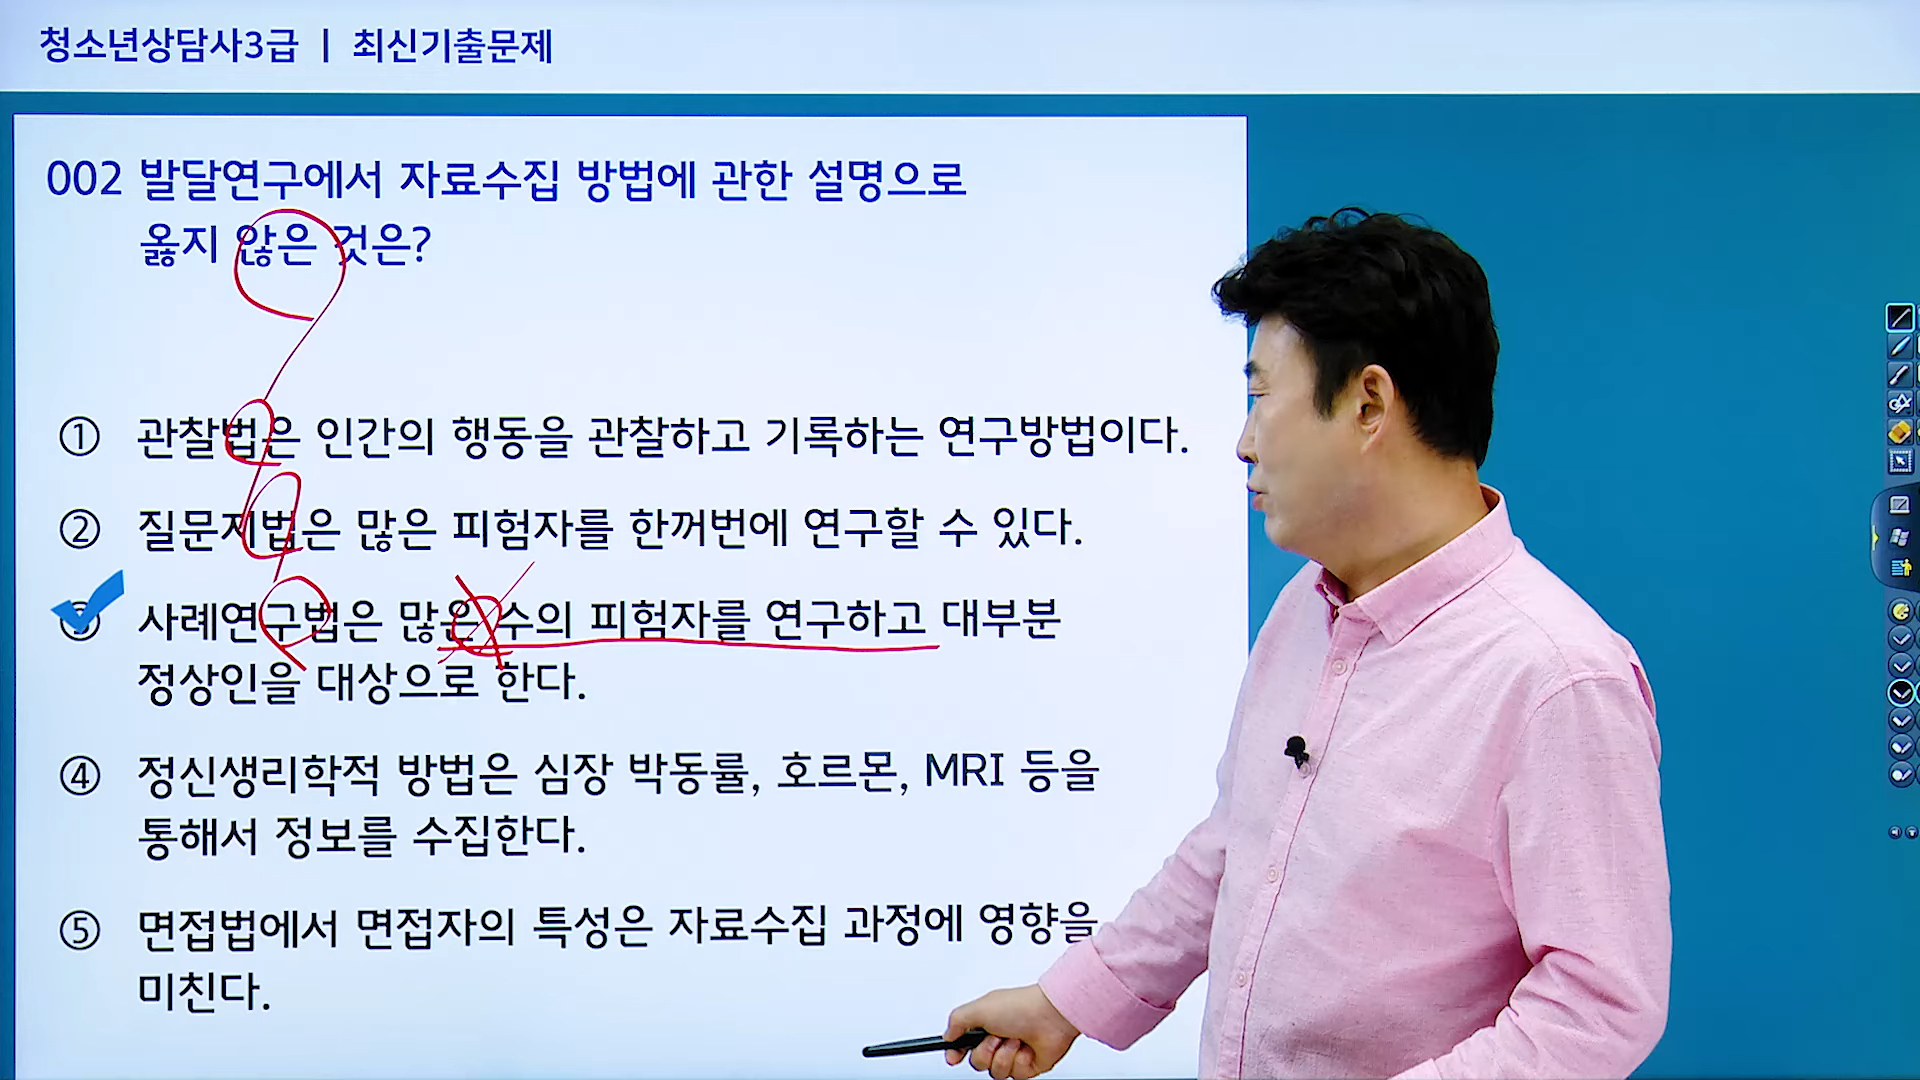 청소년상담사3급 | 최신기출문제
002 발달연구에서 자료수집 방법에 관한 설명으로
옳지 않은 것은?
① 관찰법은 인간의 행동을 관찰하고 기록하는 연구방법이다.
② 질문지법은 많은 피험자를 한꺼번에 연구할 수 있다.
③ 사례연구법은 많은 수의 피험자를 연구하고 대부분
정상인을 대상으로 한다.
④ 정신생리학적 방법은 심장 박동률, 호르몬, MRI 등을
통해서 정보를 수집한다.
⑤ 면접법에서 면접자의 특성은 자료수집 과정에 영향을
미친다.